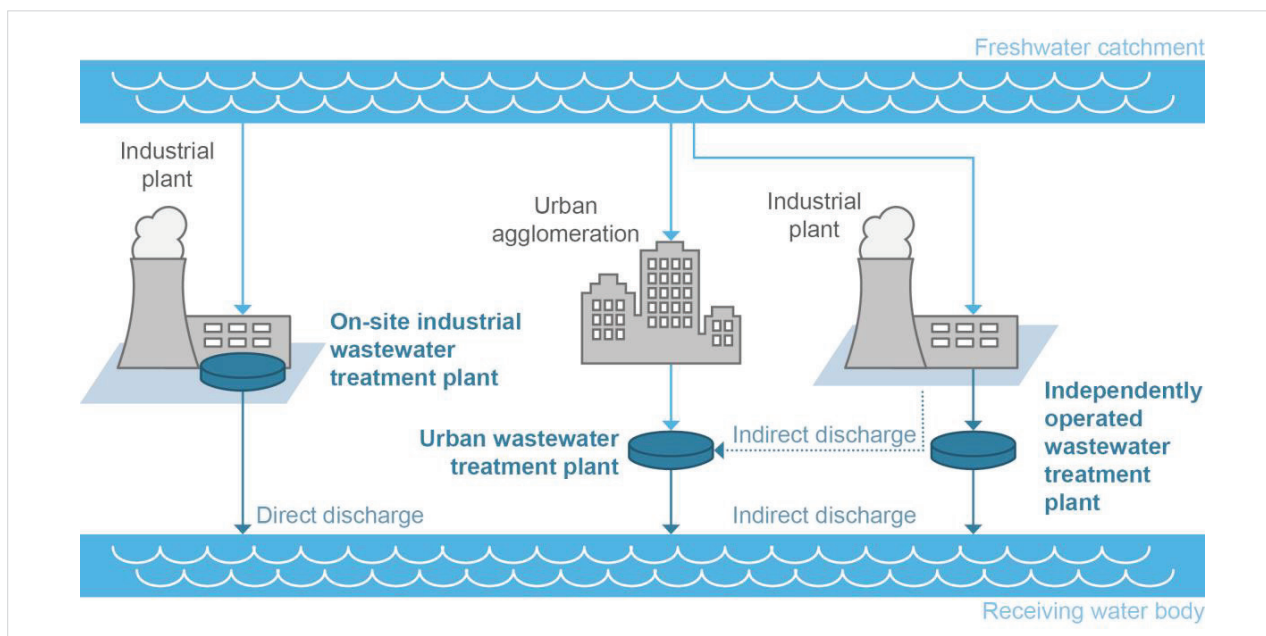 Freshwater catchment
Industrial
plant
Urban
agglomeration
Industrial
plant
On-site industrial
wastewater
treatment plant
Urban wastewater
treatment plant
Indirect discharge
Independently
operated
wastewater
treatment
plant
Direct discharge
Indirect discharge
Receiving water body